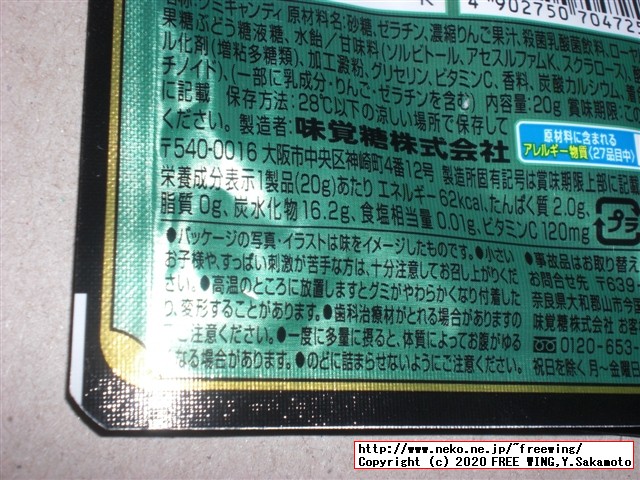 K
4 902750 70472
グミキャンディ 原材料名:砂糖、ゼラチン、濃縮りんご果汁、殺菌乳酸菌飲料、
果糖ぶどう糖液糖、水飴/甘味料(ソルビトール、アセスルファムK、スクラロース)、
ル化剤(増粘多糖類)、加工澱粉、グリセリン、ビタミンC、香料、炭酸カルシウム、
チノイド)、(一部に乳成分・りんご・ゼラチンを含む) 内容量:20g 賞味期限:
に記載 保存方法:28℃以下の涼しい場所で保存して
ください。 製造者:味覚糖株式会社
原材料に含まれる
アレルギー物質(27品目中)
〒540-0016 大阪市中央区神崎町4番12号 製造所固有記号は賞味期限上部に記載
栄養成分表示1製品(20g)あたり エネルギー 62kcal、たんぱく質 2.0g、
脂質 0g、炭水化物 16.2g、食塩相当量 0.01g、ビタミンC 120mg
プラ
●パッケージの写真・イラストは味をイメージしたものです。●小さい
お子様や、すっぱい刺激が苦手な方は、十分注意してお召し上がりくだ
さい。●高温のところに放置しますとグミがやわらかくなり付着した
り、変形することがあります。●歯科治療材がとれる場合がありますの
でご注意ください。●一度に多量に摂ると、体質によってお腹がゆる
くなる場合があります。●のどに詰まらせないようにご注意ください。
●事故品はお取り替え
お問合せ先 〒639
奈良県大和郡山市今国
味覚糖株式会社 お客
0120-653-
祝日を除く 月~金曜日
http://www.neko.ne.jp/~freewing/
Copyright (c) 2020 FREE WING,Y.Sakamoto